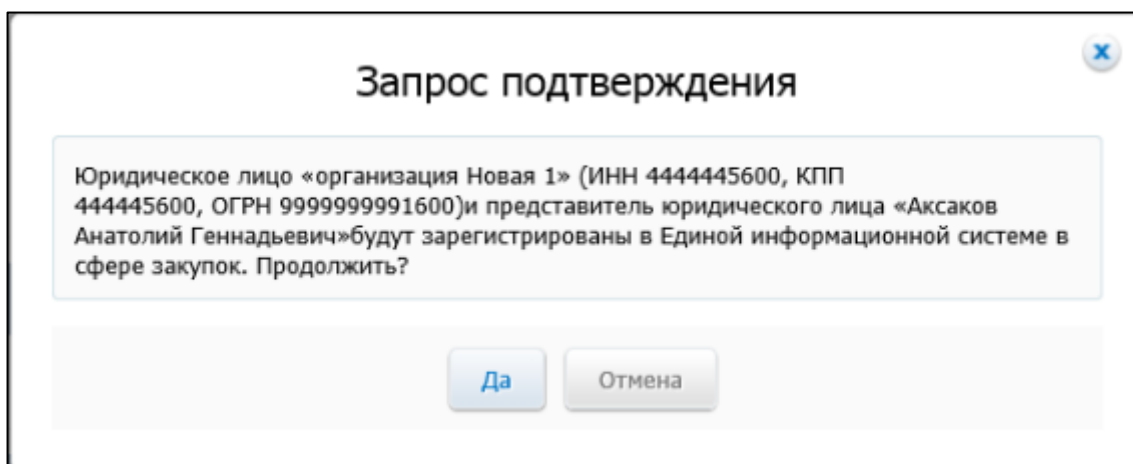 Запрос подтверждения
Юридическое лицо «организация Новая 1» (ИНН 4444445600, КПП
444445600, ОГРН 9999999991600)и представитель юридического лица «Аксаков
Анатолий Геннадьевич»будут зарегистрированы в Единой информационной системе в
сфере закупок. Продолжить?
Да Отмена